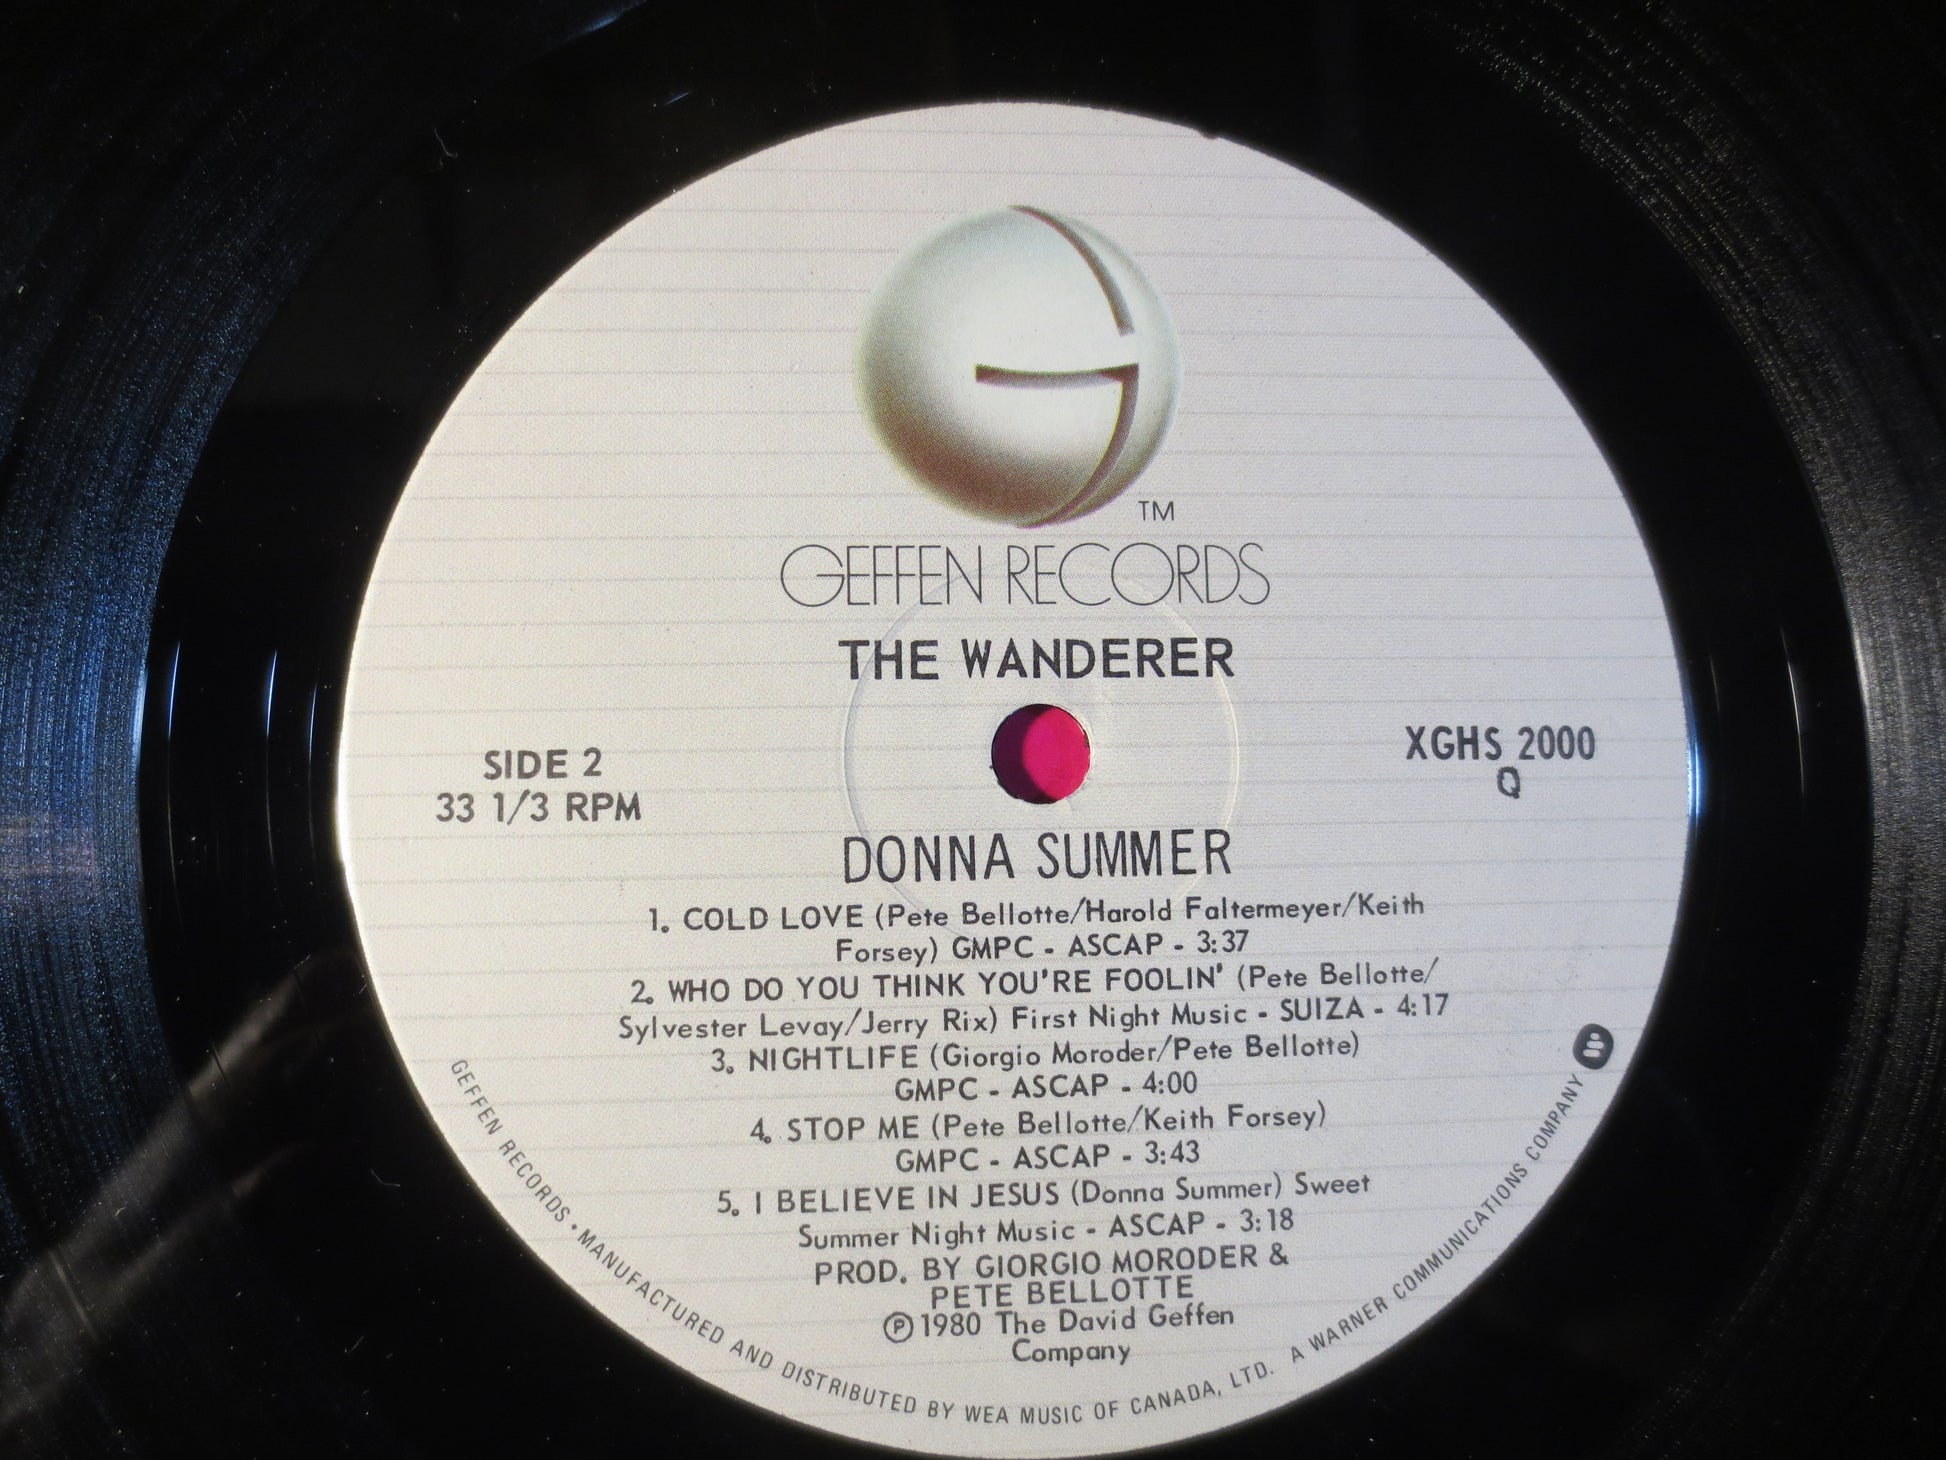 TM
GEFFEN RECORDS
THE WANDERER
SIDE 2
33 1/3 RPM
XGHS 2000
Q
DONNA SUMMER
1. COLD LOVE (Pete Bellotte/Harold Faltermeyer/Keith
Forsey) GMPC - ASCAP - 3:37
2. WHO DO YOU THINK YOU'RE FOOLIN' (Pete Bellotte/
Sylvester Levay/Jerry Rix) First Night Music - SUIZA - 4:17
3. NIGHTLIFE (Giorgio Moroder/Pete Bellotte)
GMPC - ASCAP - 4:00
4. STOP ME (Pete Bellotte/Keith Forsey)
GMPC - ASCAP - 3:43
5. I BELIEVE IN JESUS (Donna Summer) Sweet
Summer Night Music - ASCAP - 3:18
PROD. BY GIORGIO MORODER &
PETE BELLOTTE
℗1980 The David Geffen
Company
GEFFEN RECORDS • MANUFACTURED AND DISTRIBUTED BY WEA MUSIC OF CANADA, LTD. A WARNER COMMUNICATIONS COMPANY